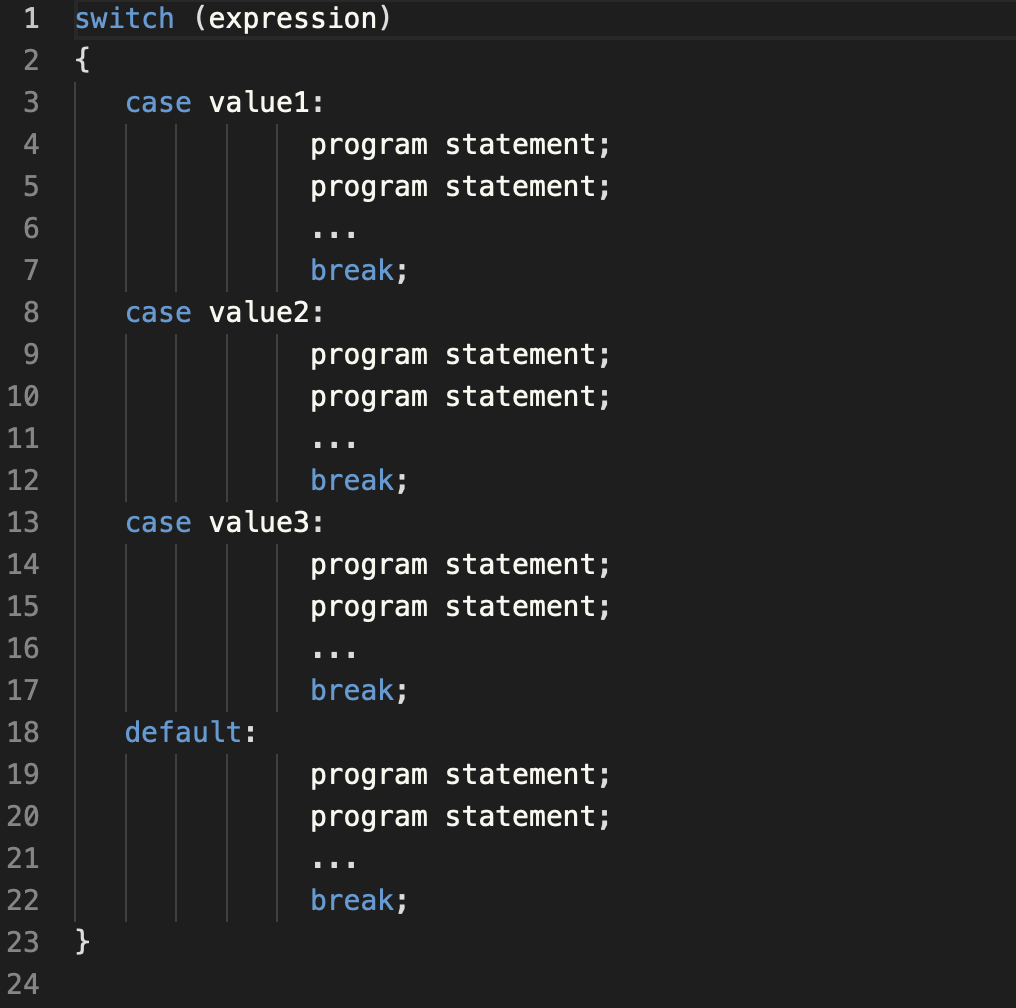 1 switch (expression)
2 {
3 case value1:
4 program statement;
5 program statement;
6 ...
7 break;
8 case value2:
9 program statement;
10 program statement;
11 ...
12 break;
13 case value3:
14 program statement;
15 program statement;
16 ...
17 break;
18 default:
19 program statement;
20 program statement;
21 ...
22 break;
23 }
24